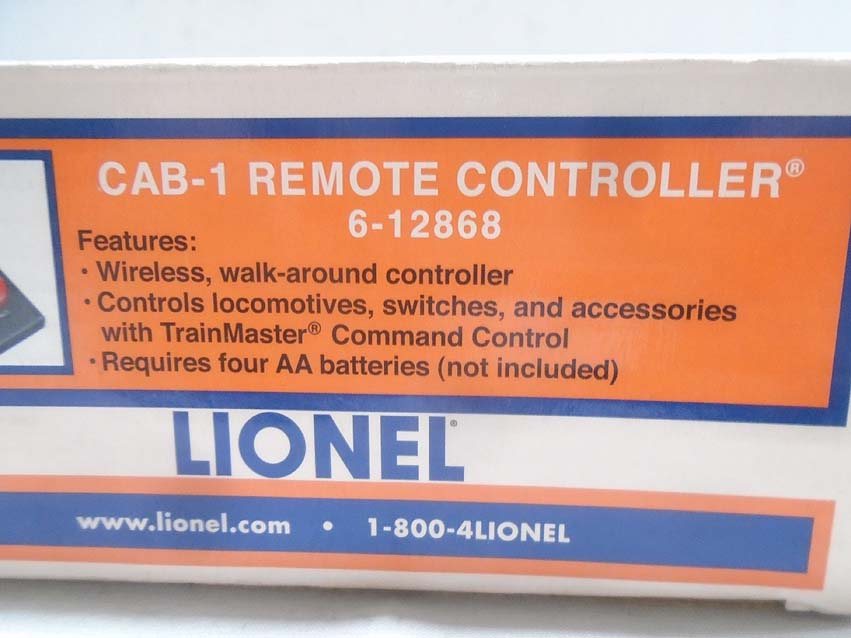 CAB-1 REMOTE CONTROLLER®
6-12868
Features:
• Wireless, walk-around controller
• Controls locomotives, switches, and accessories
with TrainMaster® Command Control
• Requires four AA batteries (not included)
LIONEL®
www.lionel.com • 1-800-4LIONEL